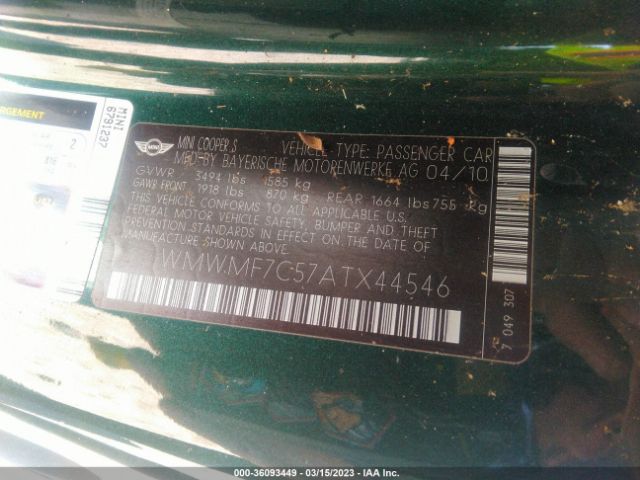 ARGEMENT
2
MINI
6791237
MINI
MINI COOPER S VEHICLE TYPE: PASSENGER CAR
MFD BY BAYERISCHE MOTORENWERKE AG 04/10
GVWR 3494 lbs 1585 kg
GAWR FRONT 1918 lbs 870 kg REAR 1664 lbs 755 kg
THIS VEHICLE CONFORMS TO ALL APPLICABLE U.S.
FEDERAL MOTOR VEHICLE SAFETY, BUMPER AND THEFT
PREVENTION STANDARDS IN EFFECT ON THE DATE OF
MANUFACTURE SHOWN ABOVE.
WMWMF7C57ATX44546
7 049 307
© Stock #: 36093449 - 03/15/2023 - IAA Inc.